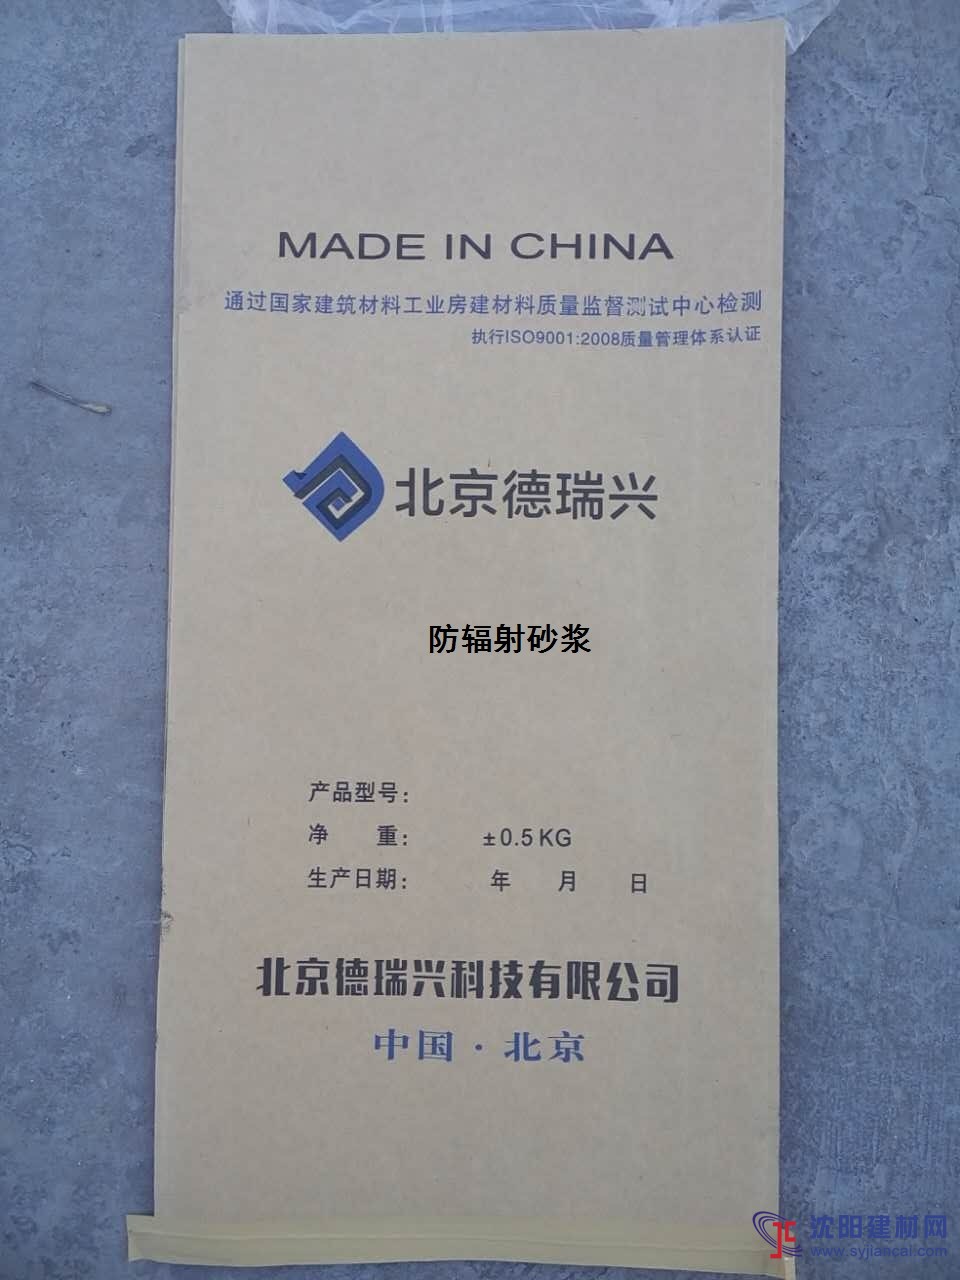 MADE IN CHINA
通过国家建筑材料工业房建材料质量监督测试中心检测
执行ISO9001:2008质量管理体系认证
北京德瑞兴
防辐射砂浆
产品型号：
净 重： ±0.5KG
生产日期： 年 月 日
北京德瑞兴科技有限公司
中国·北京
沈阳建材网
www.syjiancai.com